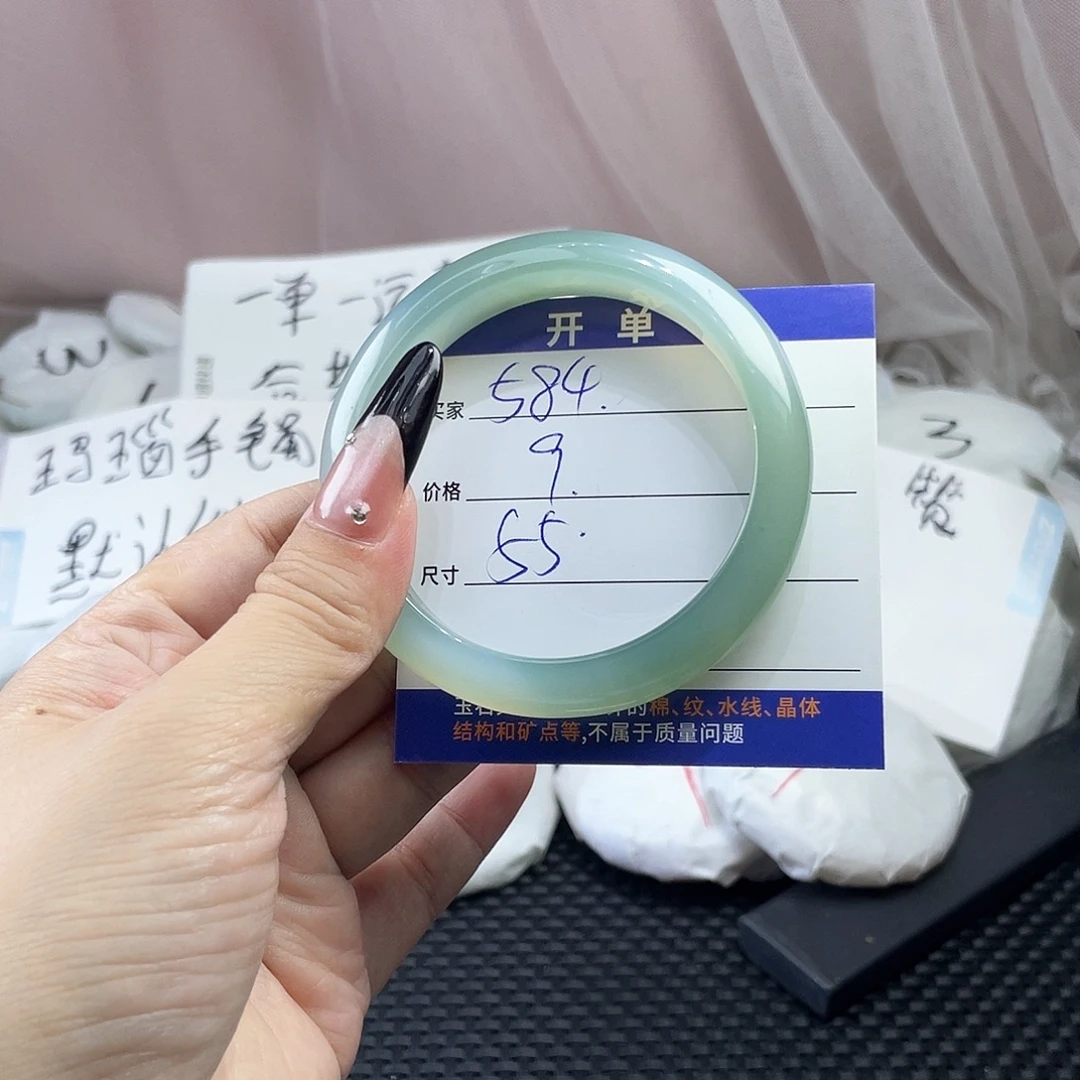 一单一
3
开 单
买家 584.
玛瑙手镯
价格 9.
3
默认
尺寸 55.
棉、纹、水线、晶体
结构和矿点等,不属于质量问题